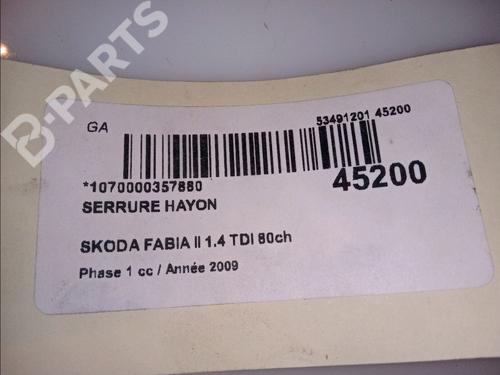 B-PARTS
GA
53491201 45200
*1070000357880
45200
SERRURE HAYON
SKODA FABIA II 1.4 TDI 80ch
Phase 1 cc / Année 2009